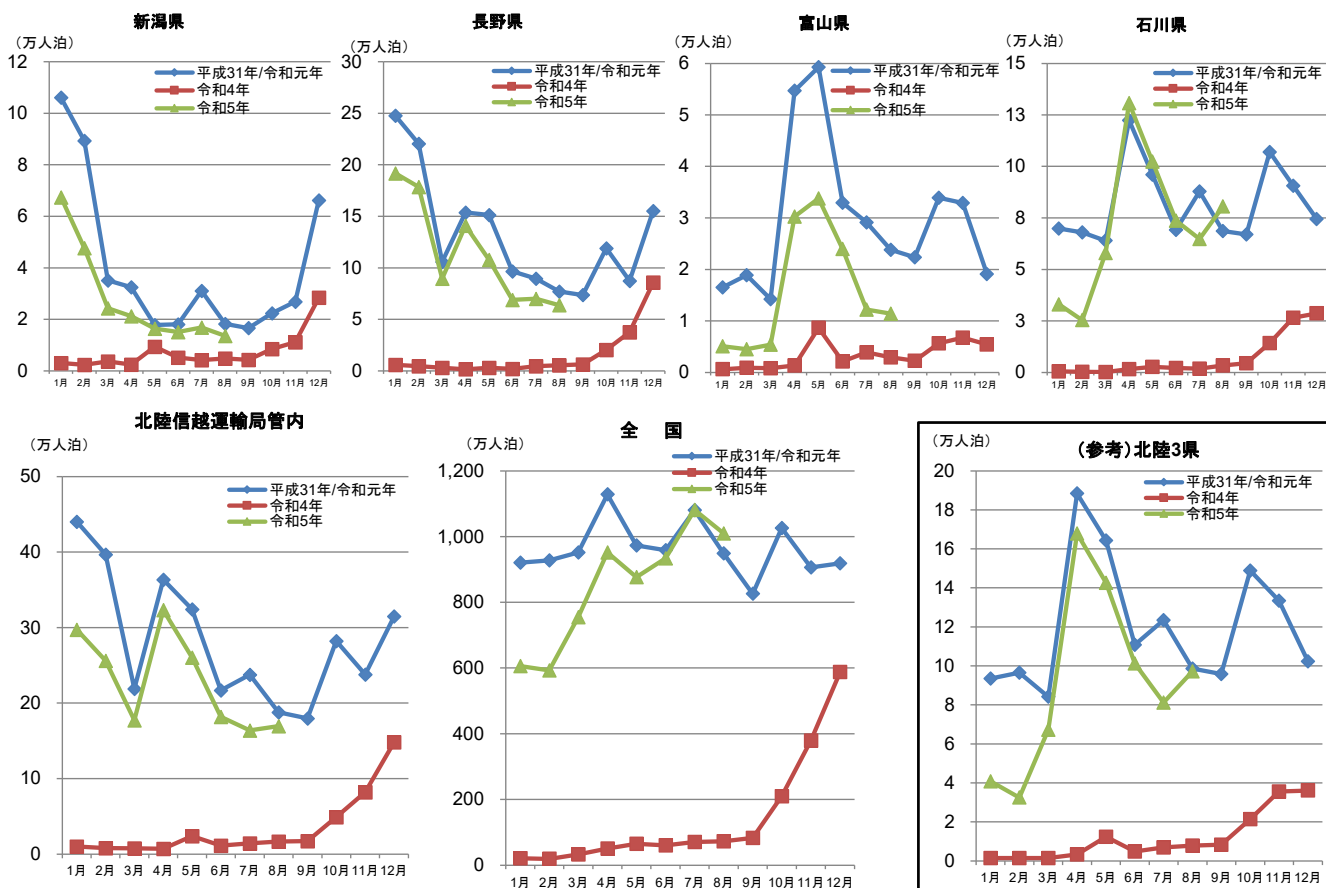 新潟県
（万人泊）
平成31年/令和元年
令和4年
令和5年
12
10
8
6
4
2
0
1月 2月 3月 4月 5月 6月 7月 8月 9月 10月 11月 12月
長野県
（万人泊）
平成31年/令和元年
令和4年
令和5年
30
25
20
15
10
5
0
1月 2月 3月 4月 5月 6月 7月 8月 9月 10月 11月 12月
富山県
（万人泊）
平成31年/令和元年
令和4年
令和5年
6
5
4
3
2
1
0
1月 2月 3月 4月 5月 6月 7月 8月 9月 10月 11月 12月
石川県
（万人泊）
平成31年/令和元年
令和4年
令和5年
15
13
10
8
5
3
0
1月 2月 3月 4月 5月 6月 7月 8月 9月 10月 11月 12月
北陸信越運輸局管内
（万人泊）
平成31年/令和元年
令和4年
令和5年
50
40
30
20
10
0
1月 2月 3月 4月 5月 6月 7月 8月 9月 10月 11月 12月
全 国
（万人泊）
平成31年/令和元年
令和4年
令和5年
1,200
1,000
800
600
400
200
0
1月 2月 3月 4月 5月 6月 7月 8月 9月 10月 11月 12月
（参考）北陸3県
（万人泊）
平成31年/令和元年
令和4年
令和5年
20
18
16
14
12
10
8
6
4
2
0
1月 2月 3月 4月 5月 6月 7月 8月 9月 10月 11月 12月